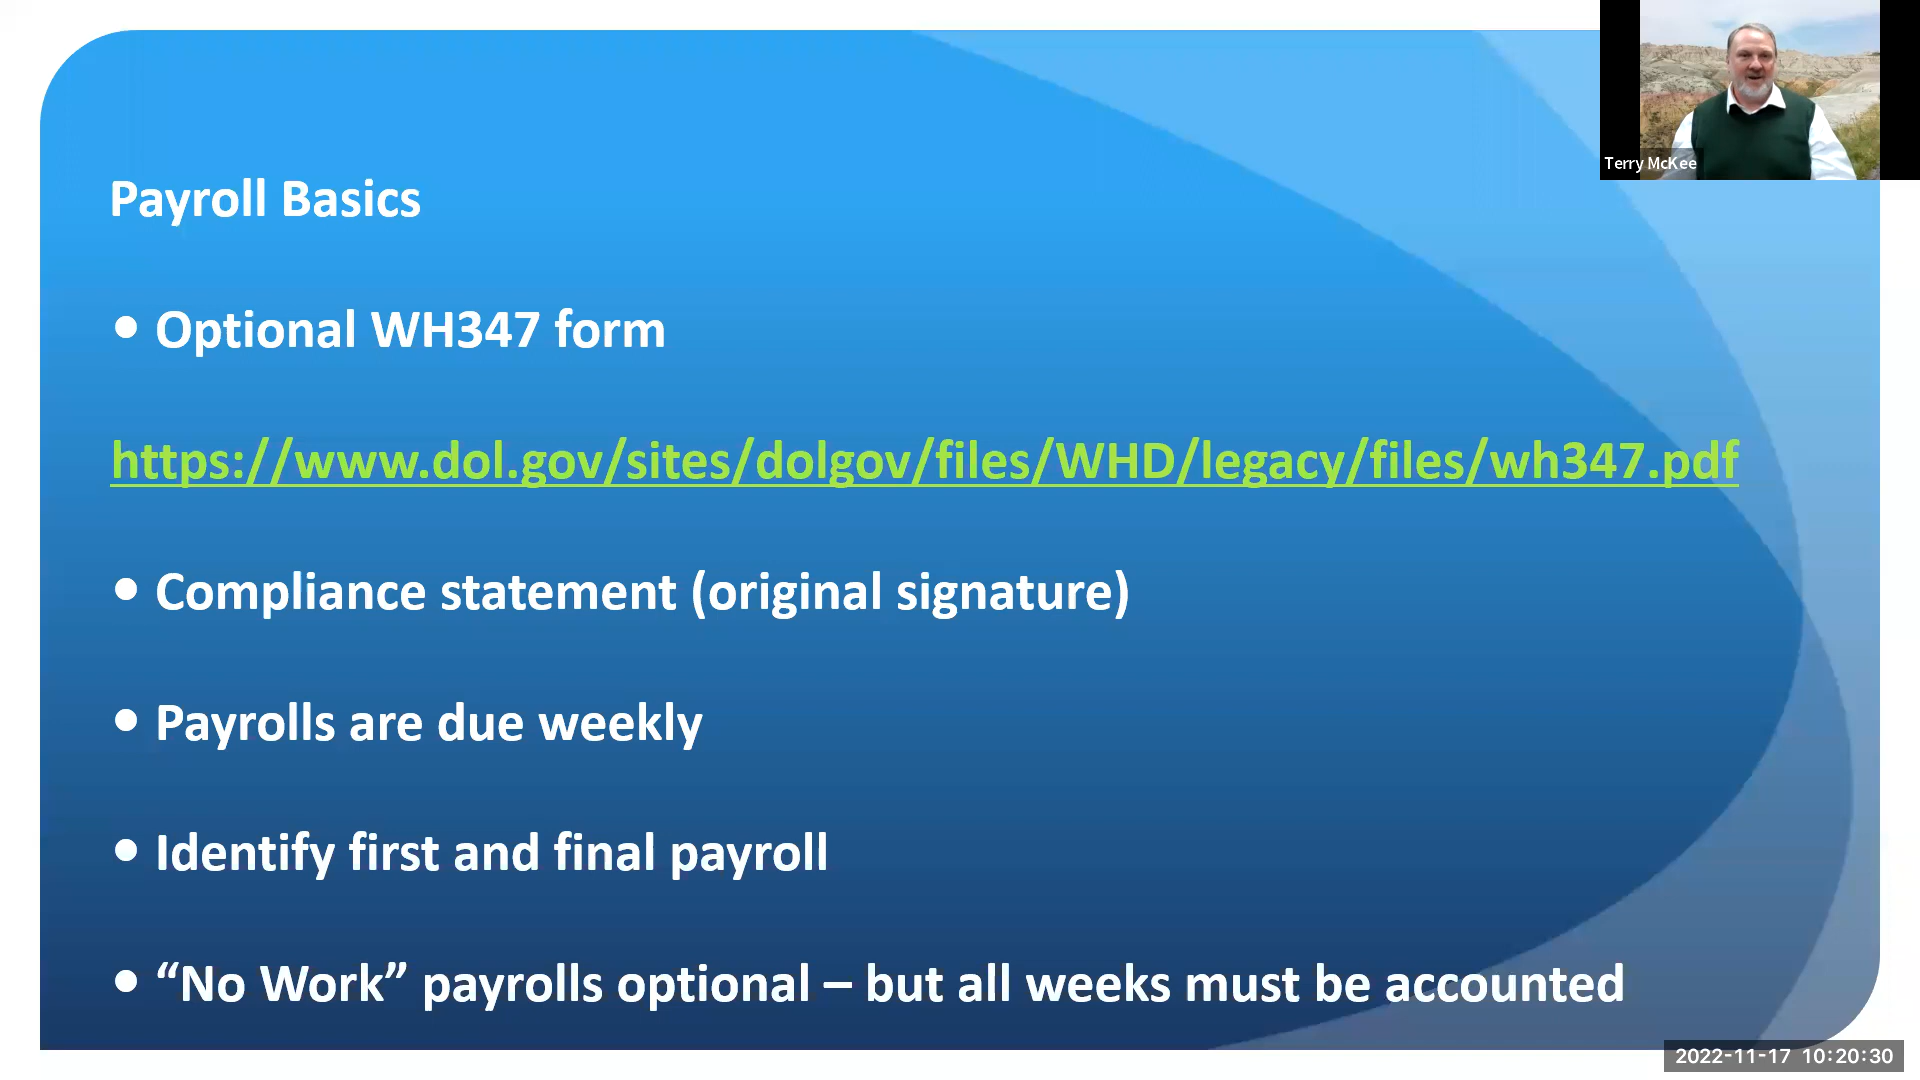 Terry McKee
Payroll Basics
• Optional WH347 form
https://www.dol.gov/sites/dolgov/files/WHD/legacy/files/wh347.pdf
• Compliance statement (original signature)
• Payrolls are due weekly
• Identify first and final payroll
• “No Work” payrolls optional – but all weeks must be accounted
2022-11-17 10:20:30